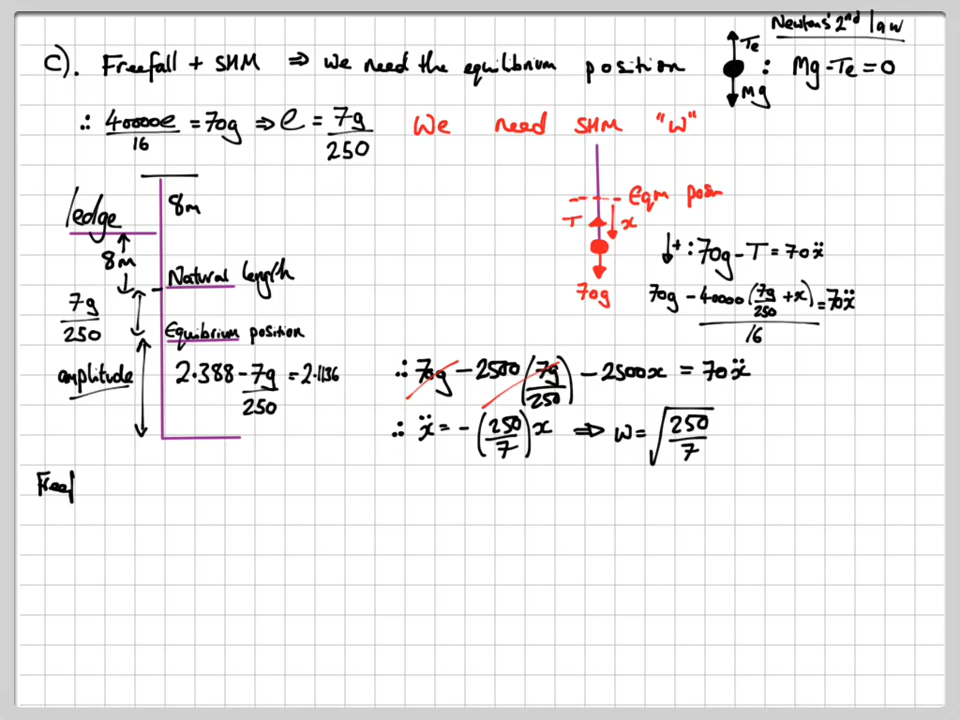 Newtons' 2nd law
C). Freefall + SHM ⇒ we need the equilibrium position
Te
Mg
: Mg - Te = 0
∴ 40000e/16 = 70g ⇒ e = 7g/250
We need SHM "w"
8m
ledge
8m
Natural length
7g/250
Equibrium position
amplitude
2.388 - 7g/250 = 2.1136
Eqm posn
T
x
70g
↓+ : 70g - T = 70ẍ
70g - 40000(7g/250 + x)/16 = 70ẍ
∴ 70g - 2500(7g/250) - 2500x = 70ẍ
∴ ẍ = -(250/7)x ⇒ w = √(250/7)
Freef